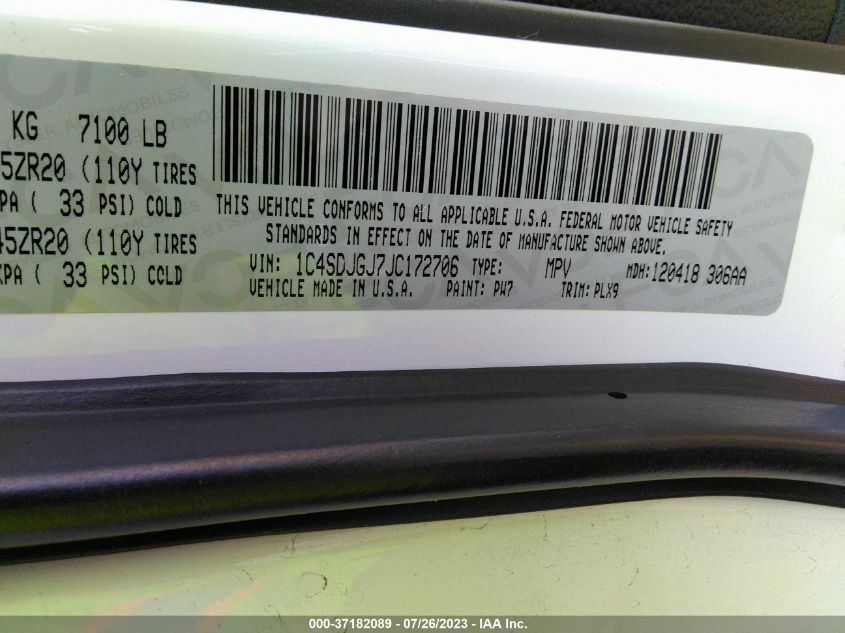 KG 7100 LB
5ZR20 (110Y TIRES
PA ( 33 PSI) COLD
45ZR20 (110Y TIRES
KPA ( 33 PSI) COLD
THIS VEHICLE CONFORMS TO ALL APPLICABLE U.S.A. FEDERAL MOTOR VEHICLE SAFETY
STANDARDS IN EFFECT ON THE DATE OF MANUFACTURE SHOWN ABOVE.
VIN: 1C4SDJGJ7JC172706 TYPE: MPV MDH: 120418 306AA
VEHICLE MADE IN U.S.A. PAINT: PW7 TRIM: PLX9
000-37182089 - 07/26/2023 - IAA Inc.